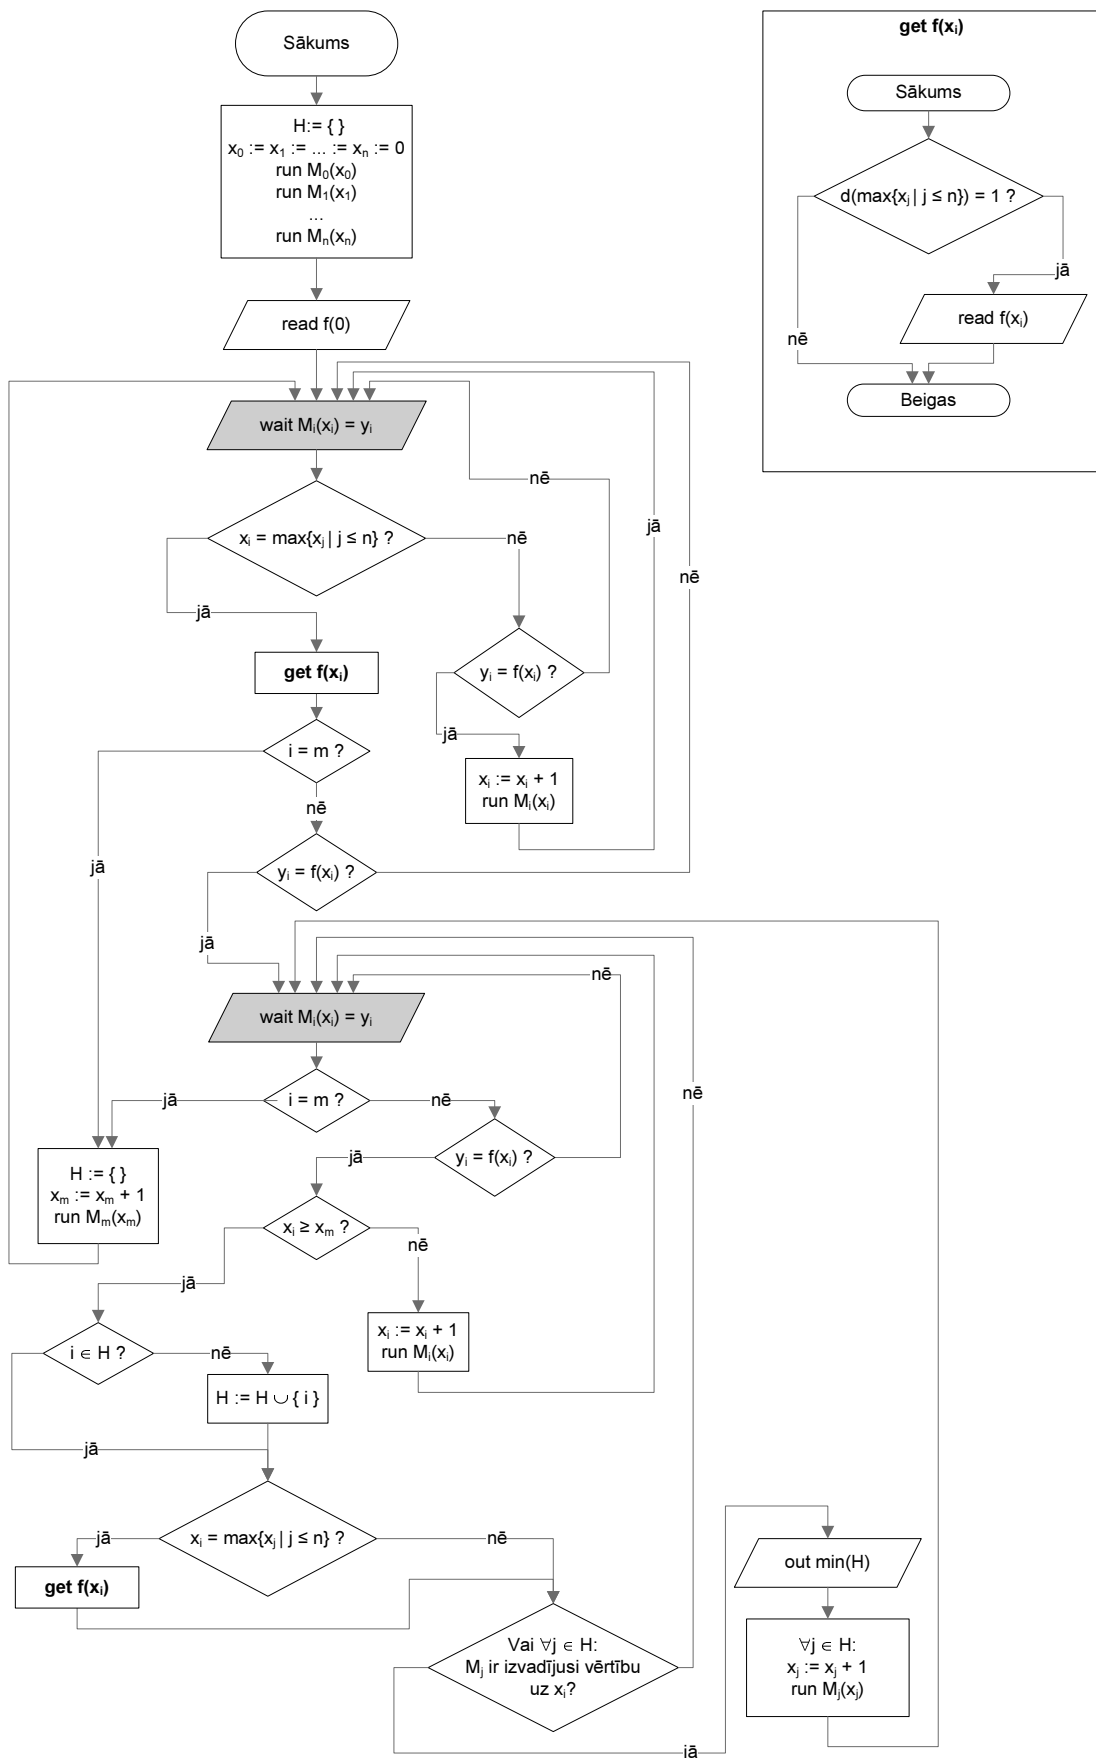 Sākums
H:= { }
x₀ := x₁ := ... := xₙ := 0
run M₀(x₀)
run M₁(x₁)
...
run Mₙ(xₙ)
read f(0)
wait Mᵢ(xᵢ) = yᵢ
xᵢ = max{xⱼ | j ≤ n} ?
jā
nē
get f(xᵢ)
yᵢ = f(xᵢ) ?
nē
jā
xᵢ := xᵢ + 1
run Mᵢ(xᵢ)
jā
i = m ?
jā
nē
yᵢ = f(xᵢ) ?
nē
jā
wait Mᵢ(xᵢ) = yᵢ
i = m ?
jā
nē
H := { }
xₘ := xₘ + 1
run Mₘ(xₘ)
yᵢ = f(xᵢ) ?
nē
jā
xᵢ ≥ xₘ ?
nē
jā
xᵢ := xᵢ + 1
run Mᵢ(xᵢ)
i ∈ H ?
nē
jā
H := H ∪ { i }
xᵢ = max{xⱼ | j ≤ n} ?
jā
nē
get f(xᵢ)
Vai ∀j ∈ H:
Mⱼ ir izvadījusi vērtību
uz xᵢ?
nē
jā
out min(H)
∀j ∈ H:
xⱼ := xⱼ + 1
run Mⱼ(xⱼ)
get f(xᵢ)
Sākums
d(max{xⱼ | j ≤ n}) = 1 ?
jā
nē
read f(xᵢ)
Beigas